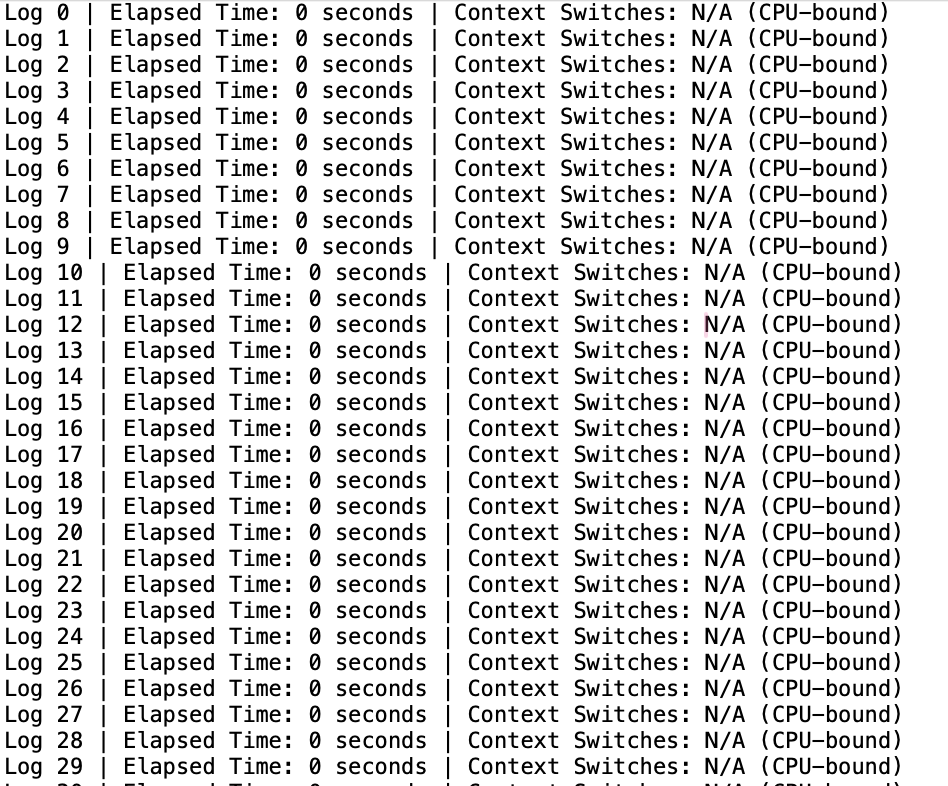 Log 0 | Elapsed Time: 0 seconds | Context Switches: N/A (CPU-bound)
Log 1 | Elapsed Time: 0 seconds | Context Switches: N/A (CPU-bound)
Log 2 | Elapsed Time: 0 seconds | Context Switches: N/A (CPU-bound)
Log 3 | Elapsed Time: 0 seconds | Context Switches: N/A (CPU-bound)
Log 4 | Elapsed Time: 0 seconds | Context Switches: N/A (CPU-bound)
Log 5 | Elapsed Time: 0 seconds | Context Switches: N/A (CPU-bound)
Log 6 | Elapsed Time: 0 seconds | Context Switches: N/A (CPU-bound)
Log 7 | Elapsed Time: 0 seconds | Context Switches: N/A (CPU-bound)
Log 8 | Elapsed Time: 0 seconds | Context Switches: N/A (CPU-bound)
Log 9 | Elapsed Time: 0 seconds | Context Switches: N/A (CPU-bound)
Log 10 | Elapsed Time: 0 seconds | Context Switches: N/A (CPU-bound)
Log 11 | Elapsed Time: 0 seconds | Context Switches: N/A (CPU-bound)
Log 12 | Elapsed Time: 0 seconds | Context Switches: N/A (CPU-bound)
Log 13 | Elapsed Time: 0 seconds | Context Switches: N/A (CPU-bound)
Log 14 | Elapsed Time: 0 seconds | Context Switches: N/A (CPU-bound)
Log 15 | Elapsed Time: 0 seconds | Context Switches: N/A (CPU-bound)
Log 16 | Elapsed Time: 0 seconds | Context Switches: N/A (CPU-bound)
Log 17 | Elapsed Time: 0 seconds | Context Switches: N/A (CPU-bound)
Log 18 | Elapsed Time: 0 seconds | Context Switches: N/A (CPU-bound)
Log 19 | Elapsed Time: 0 seconds | Context Switches: N/A (CPU-bound)
Log 20 | Elapsed Time: 0 seconds | Context Switches: N/A (CPU-bound)
Log 21 | Elapsed Time: 0 seconds | Context Switches: N/A (CPU-bound)
Log 22 | Elapsed Time: 0 seconds | Context Switches: N/A (CPU-bound)
Log 23 | Elapsed Time: 0 seconds | Context Switches: N/A (CPU-bound)
Log 24 | Elapsed Time: 0 seconds | Context Switches: N/A (CPU-bound)
Log 25 | Elapsed Time: 0 seconds | Context Switches: N/A (CPU-bound)
Log 26 | Elapsed Time: 0 seconds | Context Switches: N/A (CPU-bound)
Log 27 | Elapsed Time: 0 seconds | Context Switches: N/A (CPU-bound)
Log 28 | Elapsed Time: 0 seconds | Context Switches: N/A (CPU-bound)
Log 29 | Elapsed Time: 0 seconds | Context Switches: N/A (CPU-bound)